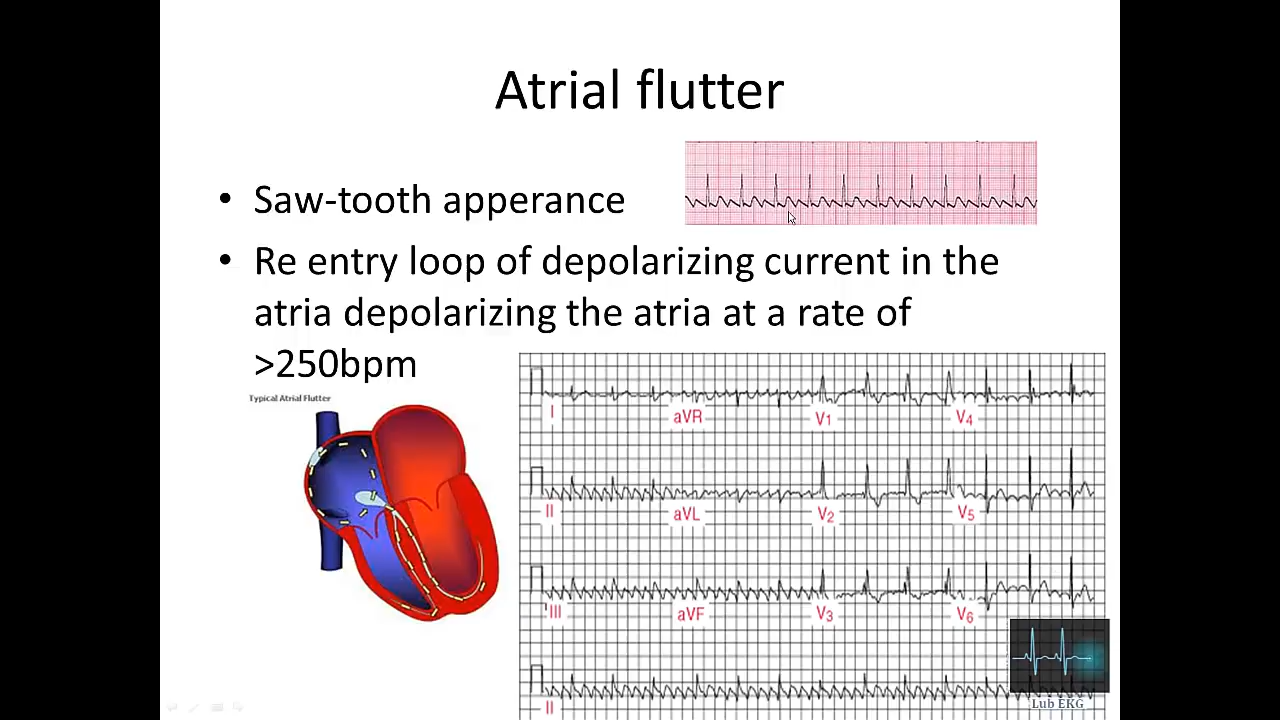 Atrial flutter
• Saw-tooth apperance
• Re entry loop of depolarizing current in the
atria depolarizing the atria at a rate of
>250bpm
Typical Atrial Flutter
I aVR V1 V4
II aVL V2 V5
III aVF V3 V6
II
Lub EKG